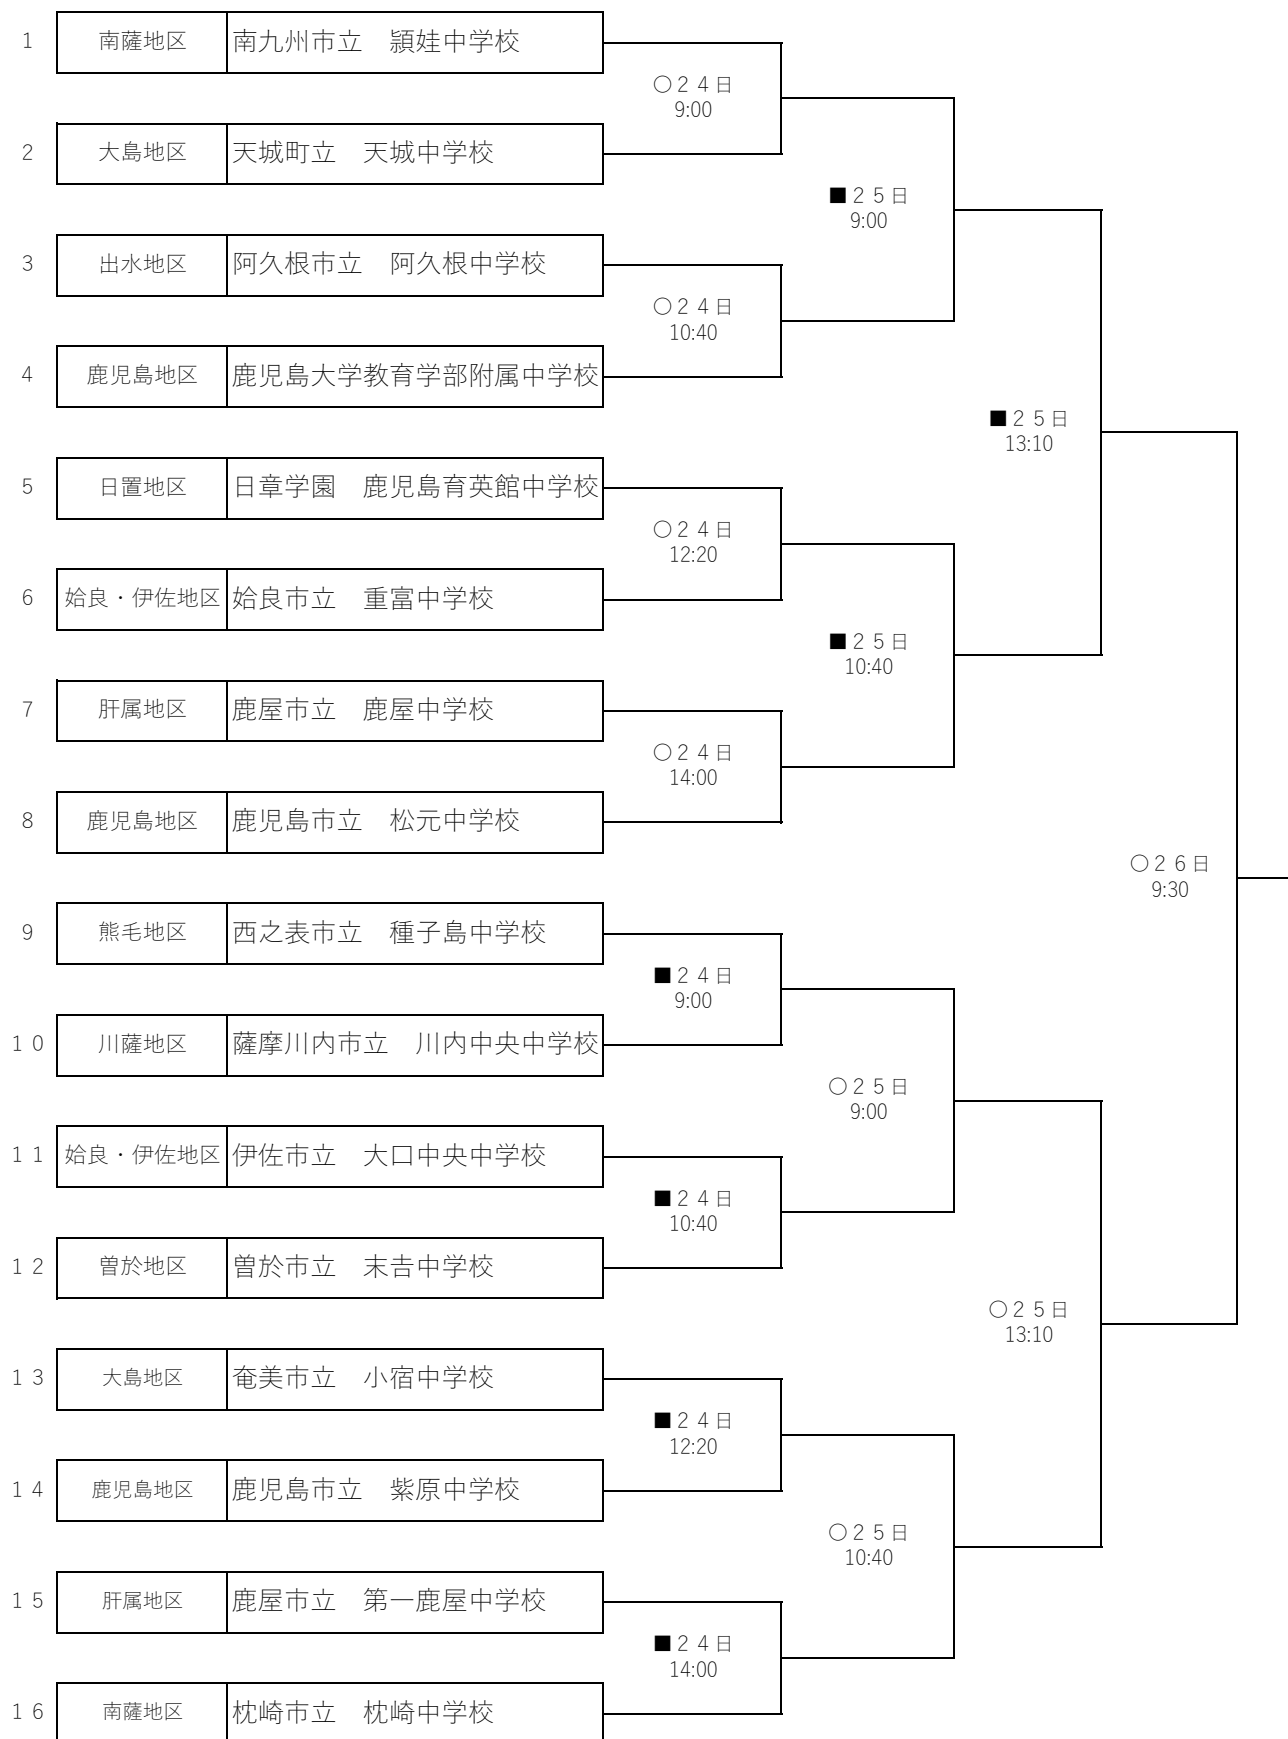 1 南薩地区 南九州市立　頴娃中学校
○２４日
9:00
2 大島地区 天城町立　天城中学校
■２５日
9:00
3 出水地区 阿久根市立　阿久根中学校
○２４日
10:40
4 鹿児島地区 鹿児島大学教育学部附属中学校
■２５日
13:10
5 日置地区 日章学園　鹿児島育英館中学校
○２４日
12:20
6 姶良・伊佐地区 姶良市立　重富中学校
■２５日
10:40
7 肝属地区 鹿屋市立　鹿屋中学校
○２４日
14:00
8 鹿児島地区 鹿児島市立　松元中学校
○２６日
9:30
9 熊毛地区 西之表市立　種子島中学校
■２４日
9:00
１０ 川薩地区 薩摩川内市立　川内中央中学校
○２５日
9:00
１１ 姶良・伊佐地区 伊佐市立　大口中央中学校
■２４日
10:40
１２ 曽於地区 曽於市立　末吉中学校
○２５日
13:10
１３ 大島地区 奄美市立　小宿中学校
■２４日
12:20
１４ 鹿児島地区 鹿児島市立　紫原中学校
○２５日
10:40
１５ 肝属地区 鹿屋市立　第一鹿屋中学校
■２４日
14:00
１６ 南薩地区 枕崎市立　枕崎中学校